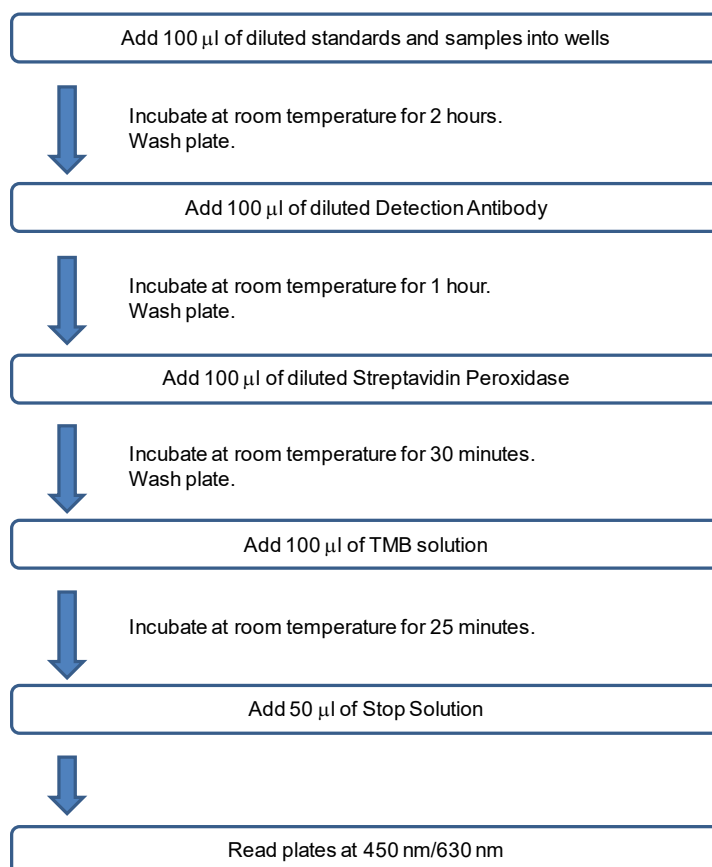 Add 100 μl of diluted standards and samples into wells
Incubate at room temperature for 2 hours.
Wash plate.
Add 100 μl of diluted Detection Antibody
Incubate at room temperature for 1 hour.
Wash plate.
Add 100 μl of diluted Streptavidin Peroxidase
Incubate at room temperature for 30 minutes.
Wash plate.
Add 100 μl of TMB solution
Incubate at room temperature for 25 minutes.
Add 50 μl of Stop Solution
Read plates at 450 nm/630 nm